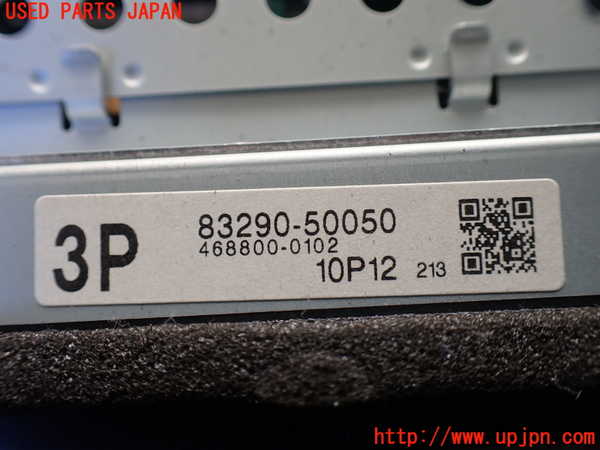 USED PARTS JAPAN
3P
83290-50050
468800-0102
10P12 213
http://www.upjpn.com/